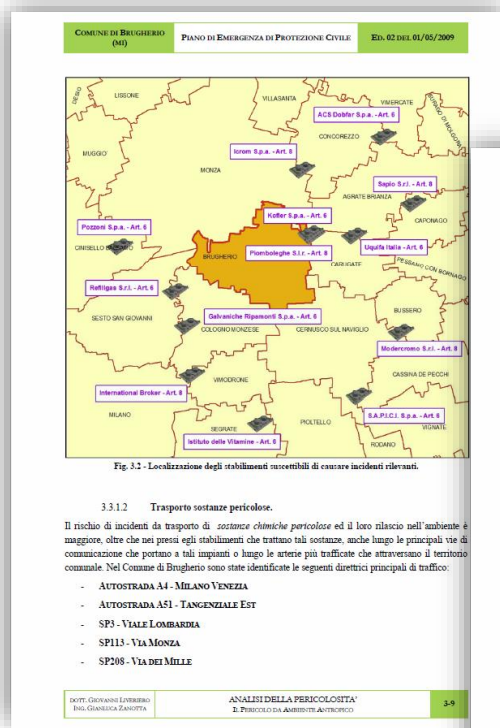 COMUNE DI BRUGHERIO
(MI)
PIANO DI EMERGENZA DI PROTEZIONE CIVILE
ED. 02 DEL 01/05/2009
DESIO
LISSONE
VILLASANTA
VIMERCATE
BURAGO DI MOLGORA
ACS Dobfar S.p.a. - Art. 6
CONCOREZZO
MUGGIO'
Icrom S.p.a. - Art. 8
MONZA
Sapio S.r.l. - Art. 8
AGRATE BRIANZA
Kofler S.p.a. - Art. 6
CAPONAGO
Pozzoni S.p.a. - Art. 6
CINISELLO BALSAMO
BRUGHERIO
Piomboleghe S.l.r. - Art. 8
Uquifa Italia - Art. 6
CARUGATE
PESSANO CON BORNAGO
Refrigas S.r.l. - Art. 6
SESTO SAN GIOVANNI
Galvaniche Ripamonti S.p.a. - Art. 6
BUSSERO
COLOGNO MONZESE
CERNUSCO SUL NAVIGLIO
Modercromo S.r.l. - Art. 8
VIMODRONE
CASSINA DE PECCHI
International Broker - Art. 8
MILANO
S.A.P.I.C.I. S.p.a. - Art. 8
SEGRATE
PIOLTELLO
VIGNATE
Istituto delle Vitamine - Art. 6
RODANO
Fig. 3.2 - Localizzazione degli stabilimenti suscettibili di causare incidenti rilevanti.
3.3.1.2 Trasporto sostanze pericolose.
Il rischio di incidenti da trasporto di sostanze chimiche pericolose ed il loro rilascio nell'ambiente è
maggiore, oltre che nei pressi egli stabilimenti che trattano tali sostanze, anche lungo le principali vie di
comunicazione che portano a tali impianti o lungo le arterie più trafficate che attraversano il territorio
comunale. Nel Comune di Brugherio sono state identificate le seguenti direttrici principali di traffico:
- AUTOSTRADA A4 - MILANO VENEZIA
- AUTOSTRADA A51 - TANGENZIALE EST
- SP3 - VIALE LOMBARDIA
- SP113 - VIA MONZA
- SP208 - VIA DEI MILLE
DOTT. GIOVANNI LIVERIERO
ING. GIANLUCA ZANOTTA
ANALISI DELLA PERICOLOSITA'
IL PERICOLO DA AMBIENTE ANTROPICO
3-9